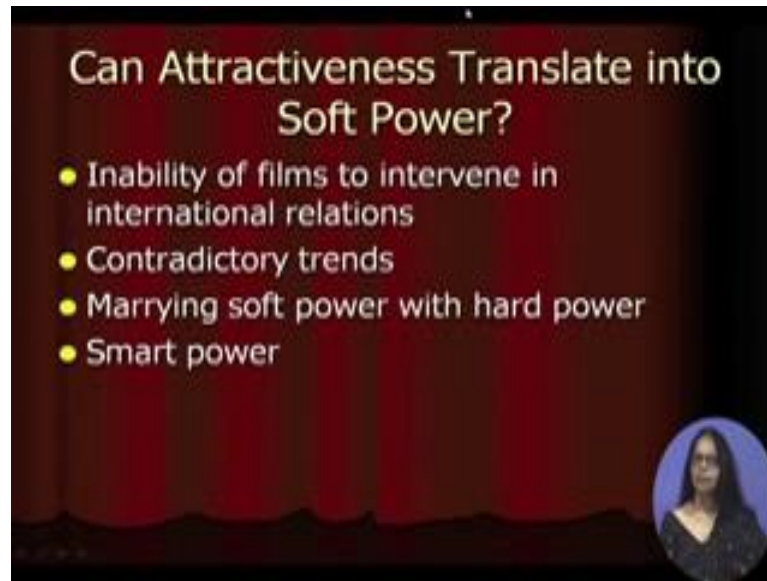 Can Attractiveness Translate into
Soft Power?
Inability of films to intervene in
international relations
Contradictory trends
Marrying soft power with hard power
Smart power